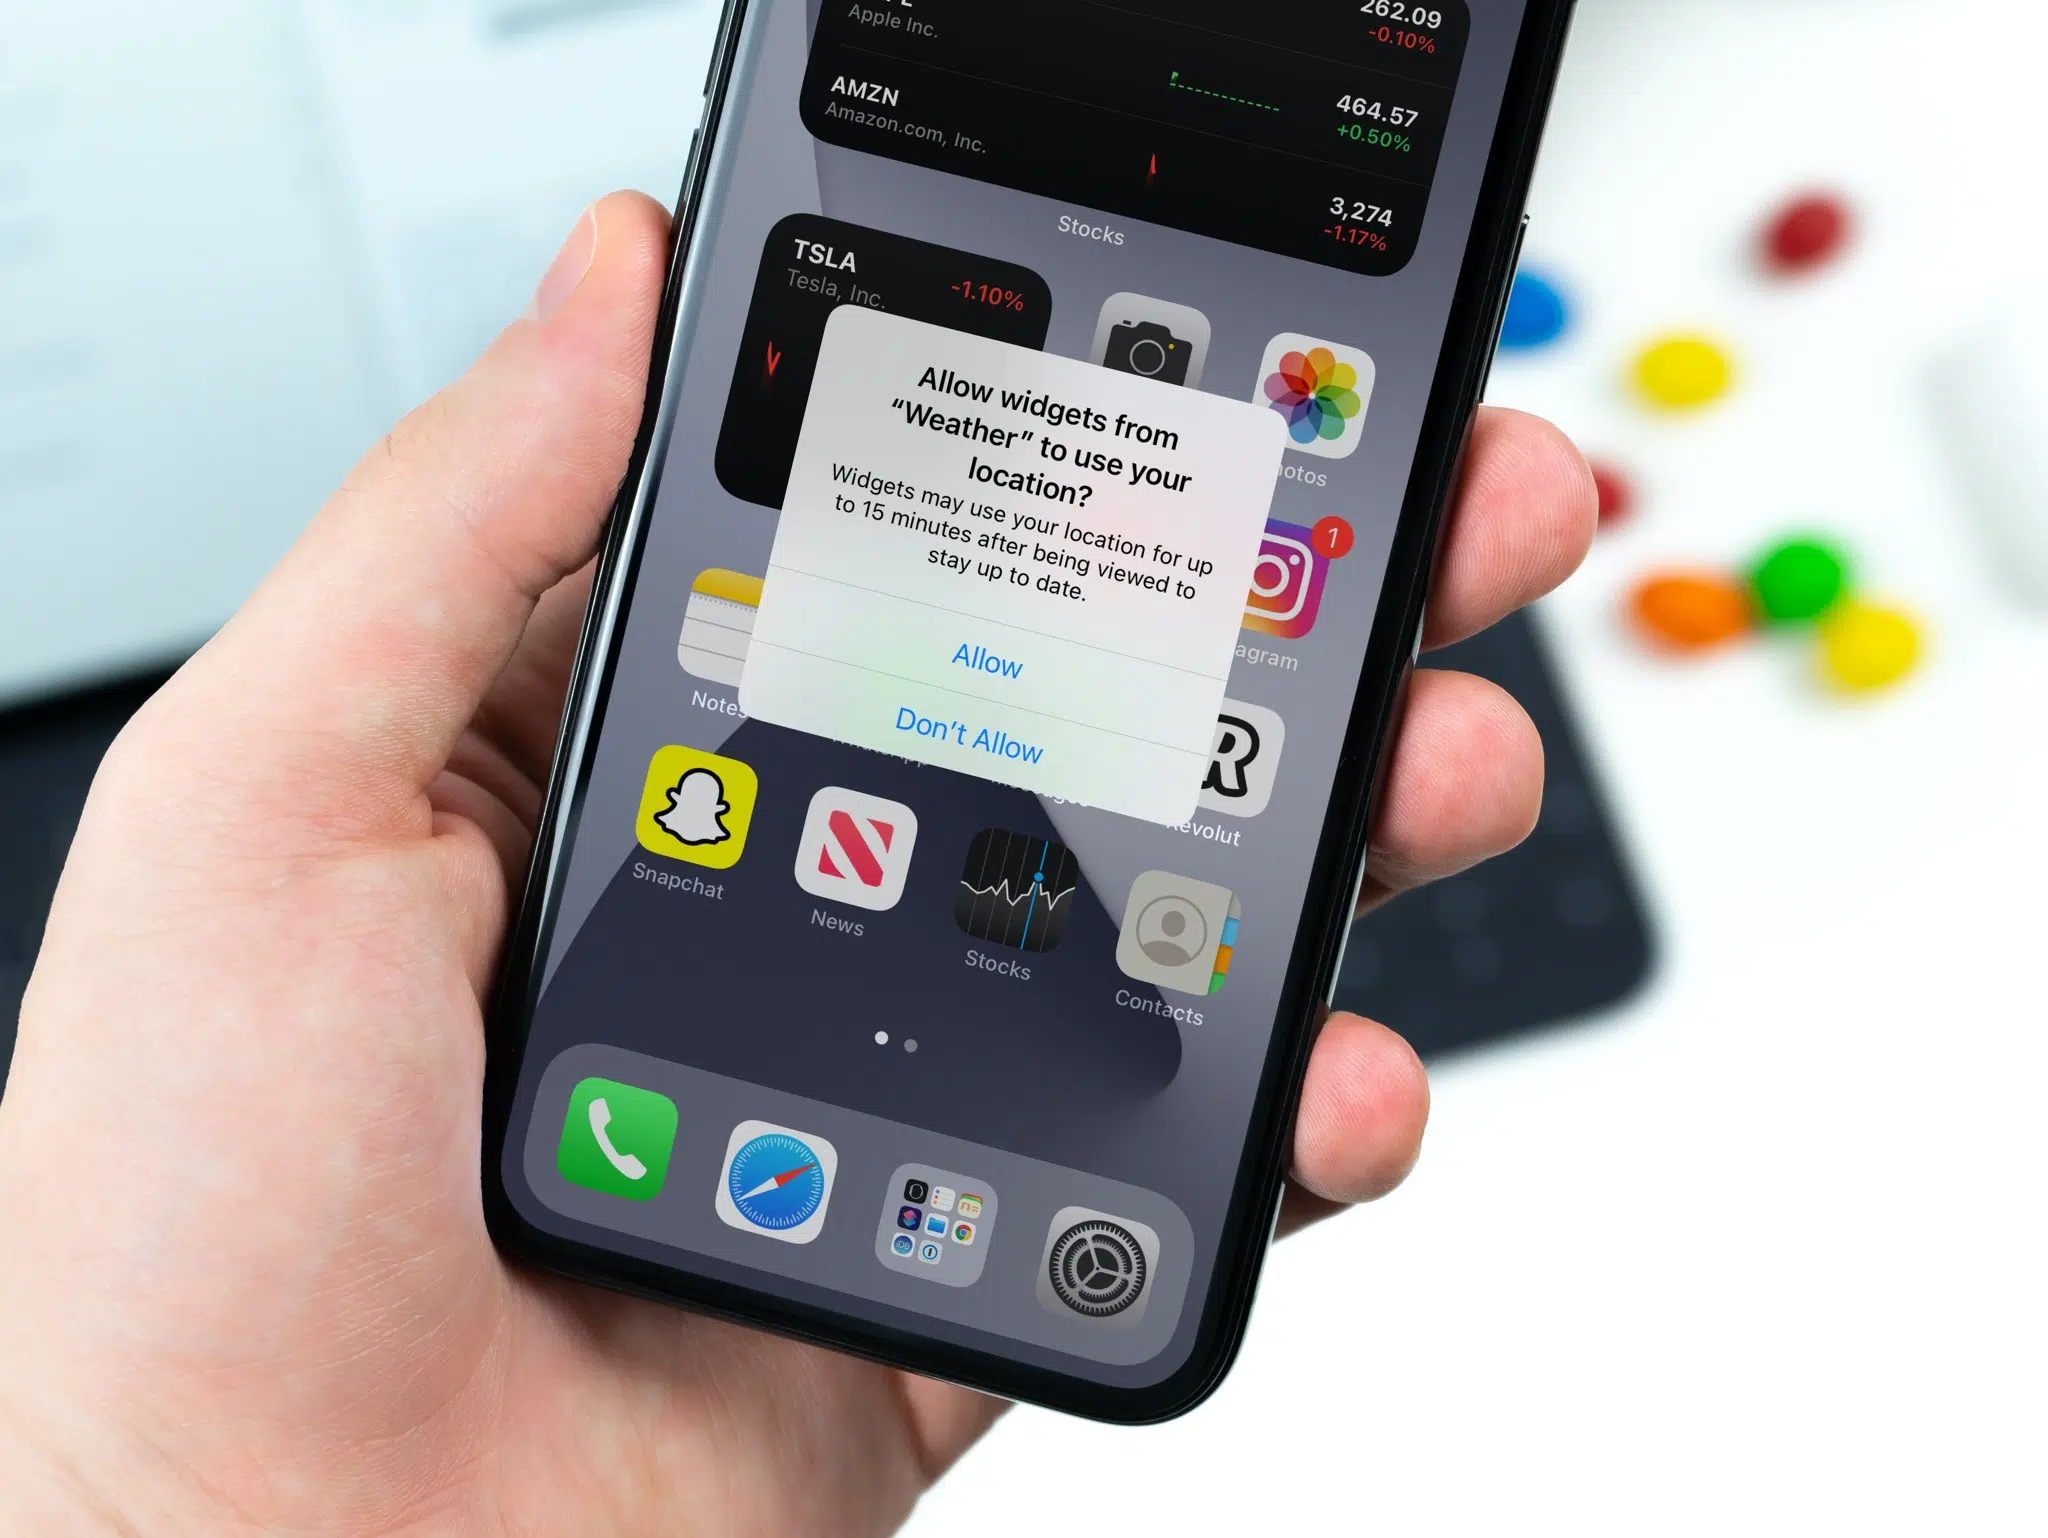 262.09
Apple Inc.
-0.10%
464.57
+0.50%
AMZN
Amazon.com, Inc.
3,274
-1.17%
Stocks
TSLA
Tesla, Inc.
-1.10%
Allow widgets from
“Weather” to use your
location?
Widgets may use your location for up
to 15 minutes after being viewed to
stay up to date.
Allow
Don’t Allow
hotos
1
agram
Notes
R
Revolut
Snapchat
News
Stocks
Contacts